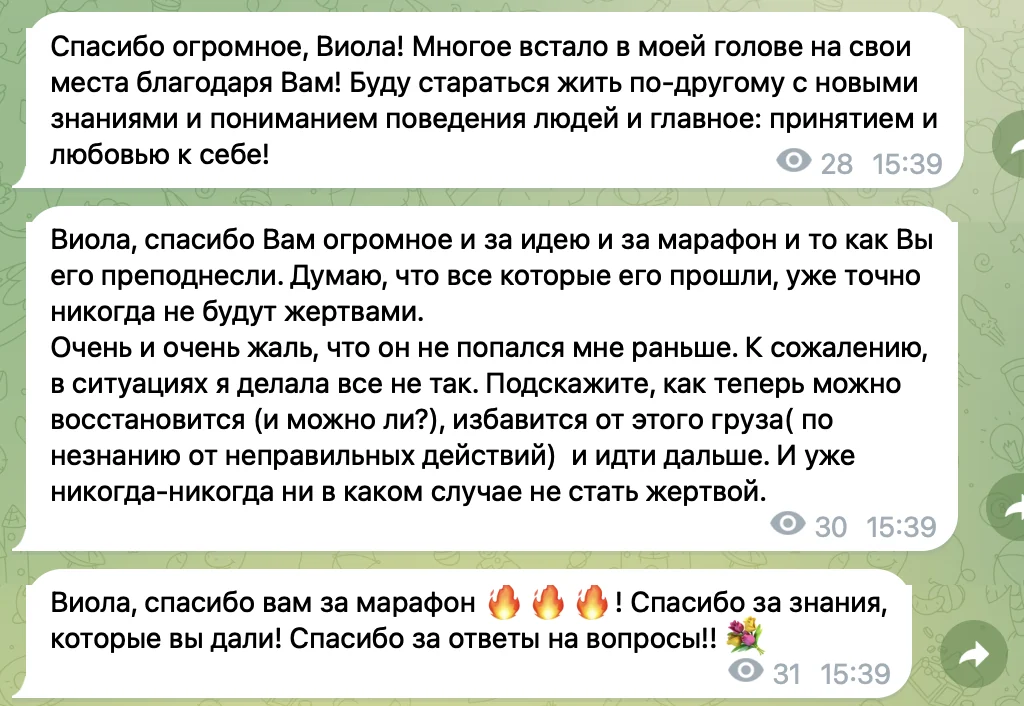 Спасибо огромное, Виола! Многое встало в моей голове на свои
места благодаря Вам! Буду стараться жить по-другому с новыми
знаниями и пониманием поведения людей и главное: принятием и
любовью к себе!
28 15:39
Виола, спасибо Вам огромное и за идею и за марафон и то как Вы
его преподнесли. Думаю, что все которые его прошли, уже точно
никогда не будут жертвами.
Очень и очень жаль, что он не попался мне раньше. К сожалению,
в ситуациях я делала все не так. Подскажите, как теперь можно
восстановится (и можно ли?), избавится от этого груза( по
незнанию от неправильных действий)  и идти дальше. И уже
никогда-никогда ни в каком случае не стать жертвой.
30 15:39
Виола, спасибо вам за марафон 🔥 🔥 🔥 ! Спасибо за знания,
которые вы дали! Спасибо за ответы на вопросы!! 💐
31 15:39